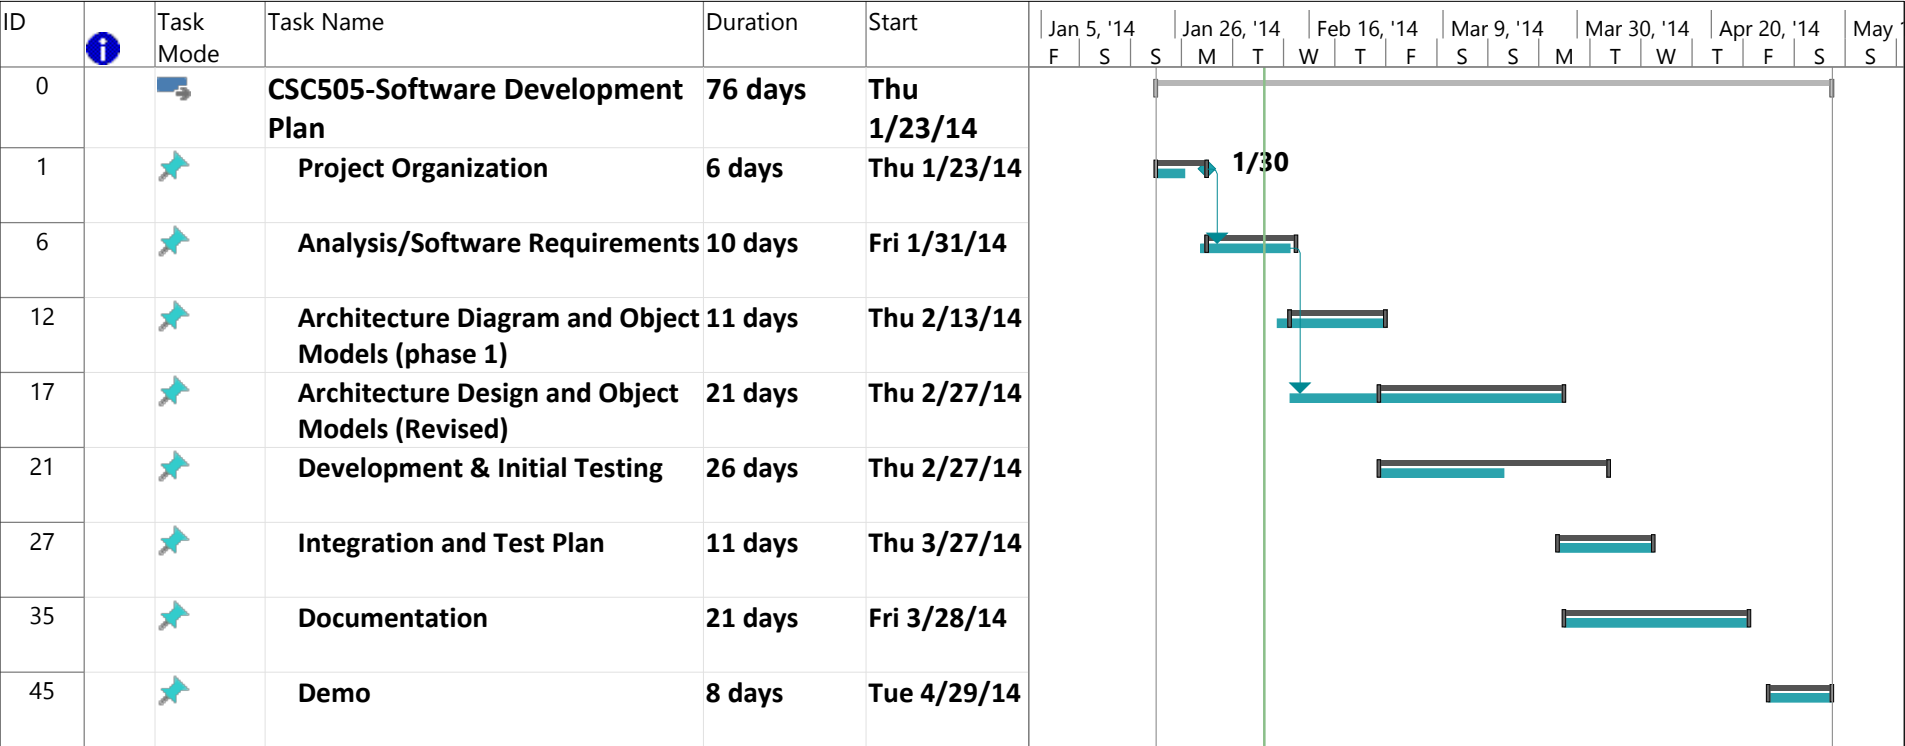 ID Task Mode Task Name Duration Start Jan 5, '14 Jan 26, '14 Feb 16, '14 Mar 9, '14 Mar 30, '14 Apr 20, '14 May
F S S M T W T F S S M T W T F S S
0 CSC505-Software Development Plan 76 days Thu 1/23/14
1 Project Organization 6 days Thu 1/23/14 1/30
6 Analysis/Software Requirements 10 days Fri 1/31/14
12 Architecture Diagram and Object Models (phase 1) 11 days Thu 2/13/14
17 Architecture Design and Object Models (Revised) 21 days Thu 2/27/14
21 Development & Initial Testing 26 days Thu 2/27/14
27 Integration and Test Plan 11 days Thu 3/27/14
35 Documentation 21 days Fri 3/28/14
45 Demo 8 days Tue 4/29/14